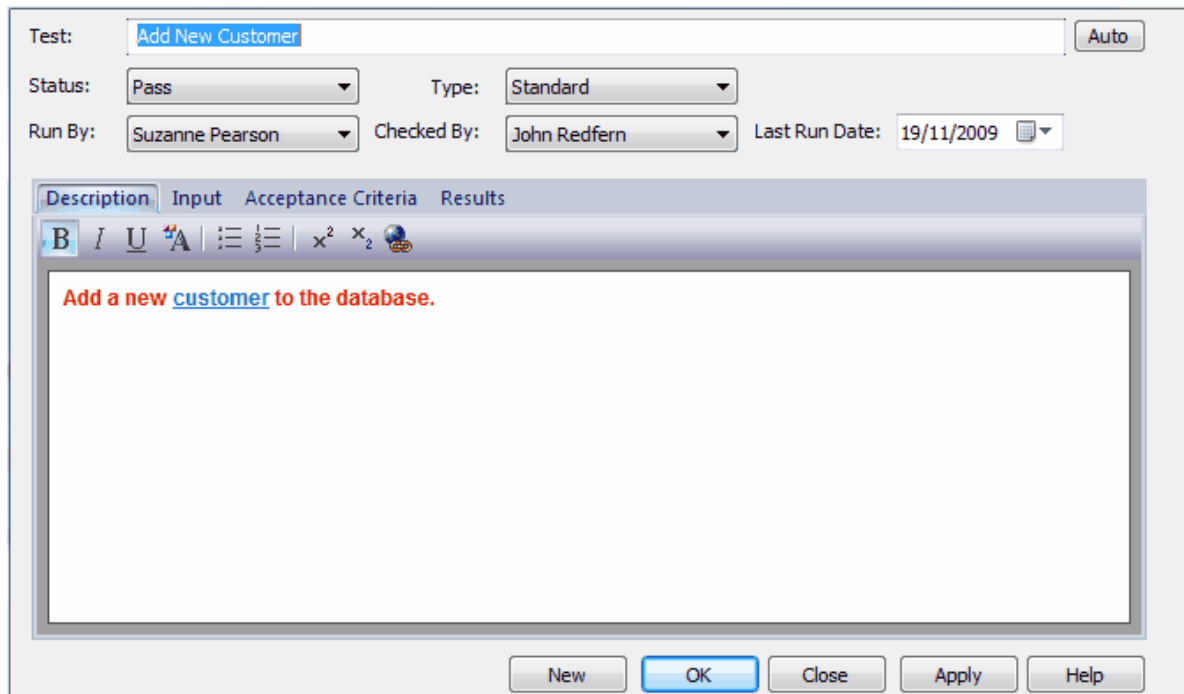 Test: Add New Customer Auto
Status: Pass Type: Standard
Run By: Suzanne Pearson Checked By: John Redfern Last Run Date: 19/11/2009
Description Input Acceptance Criteria Results
B I U A x² x₂
Add a new customer to the database.
New OK Close Apply Help